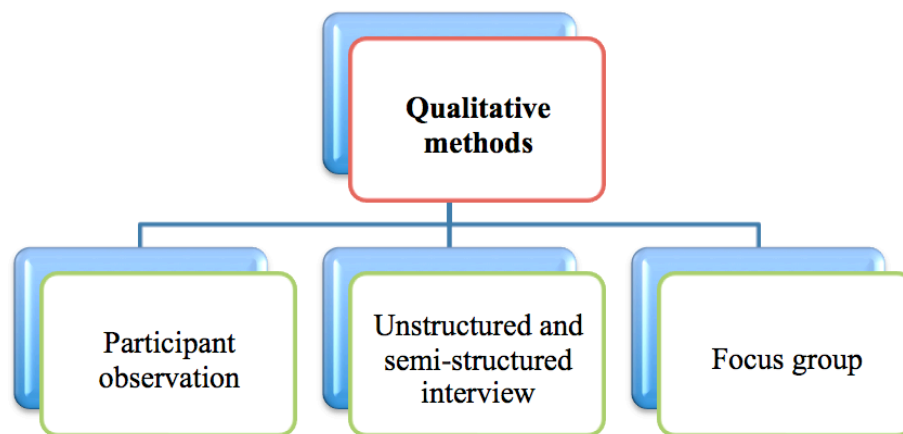 Qualitative
methods
Participant
observation
Unstructured and
semi-structured
interview
Focus group